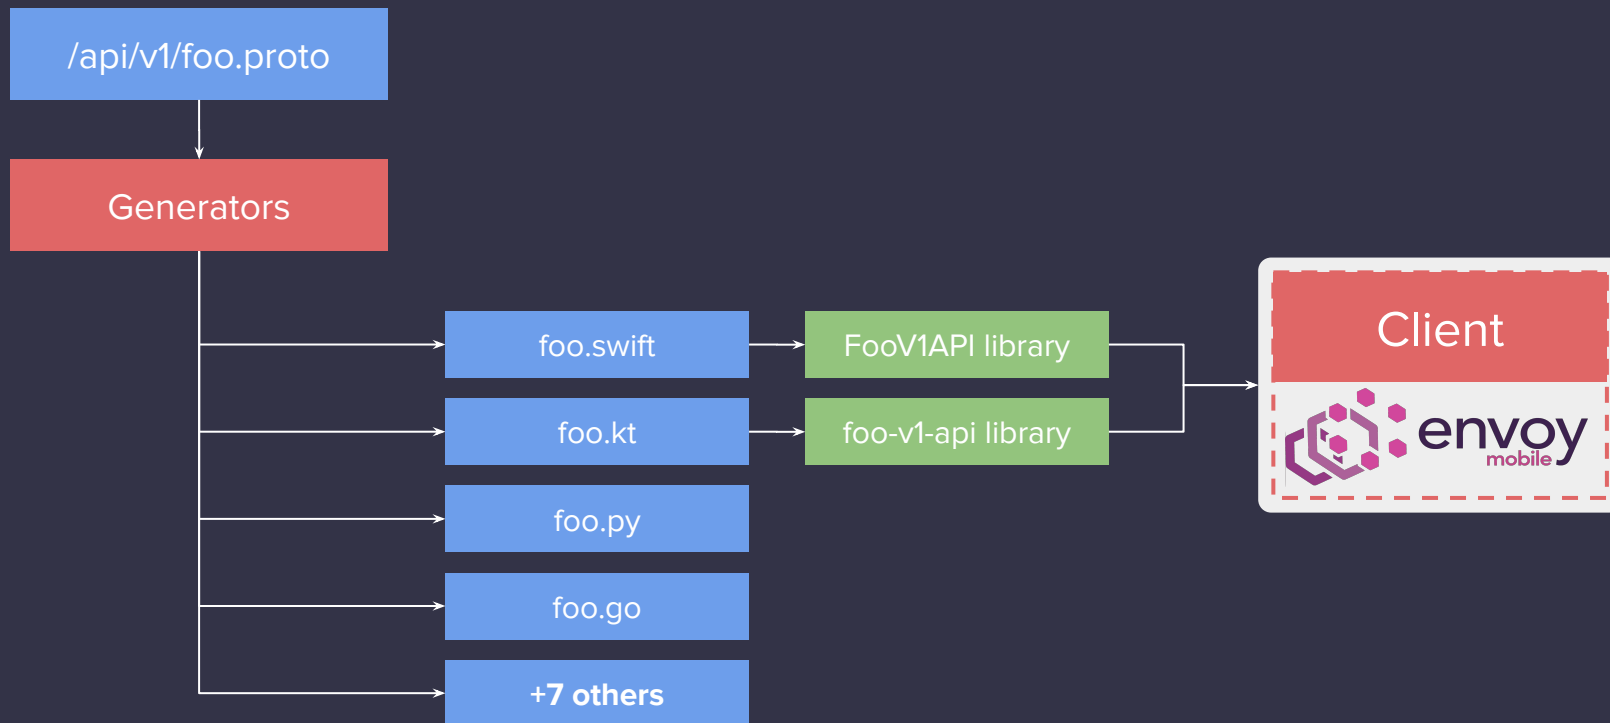 /api/v1/foo.proto
Generators
foo.swift
FooV1API library
foo.kt
foo-v1-api library
foo.py
foo.go
+7 others
Client
envoy
mobile